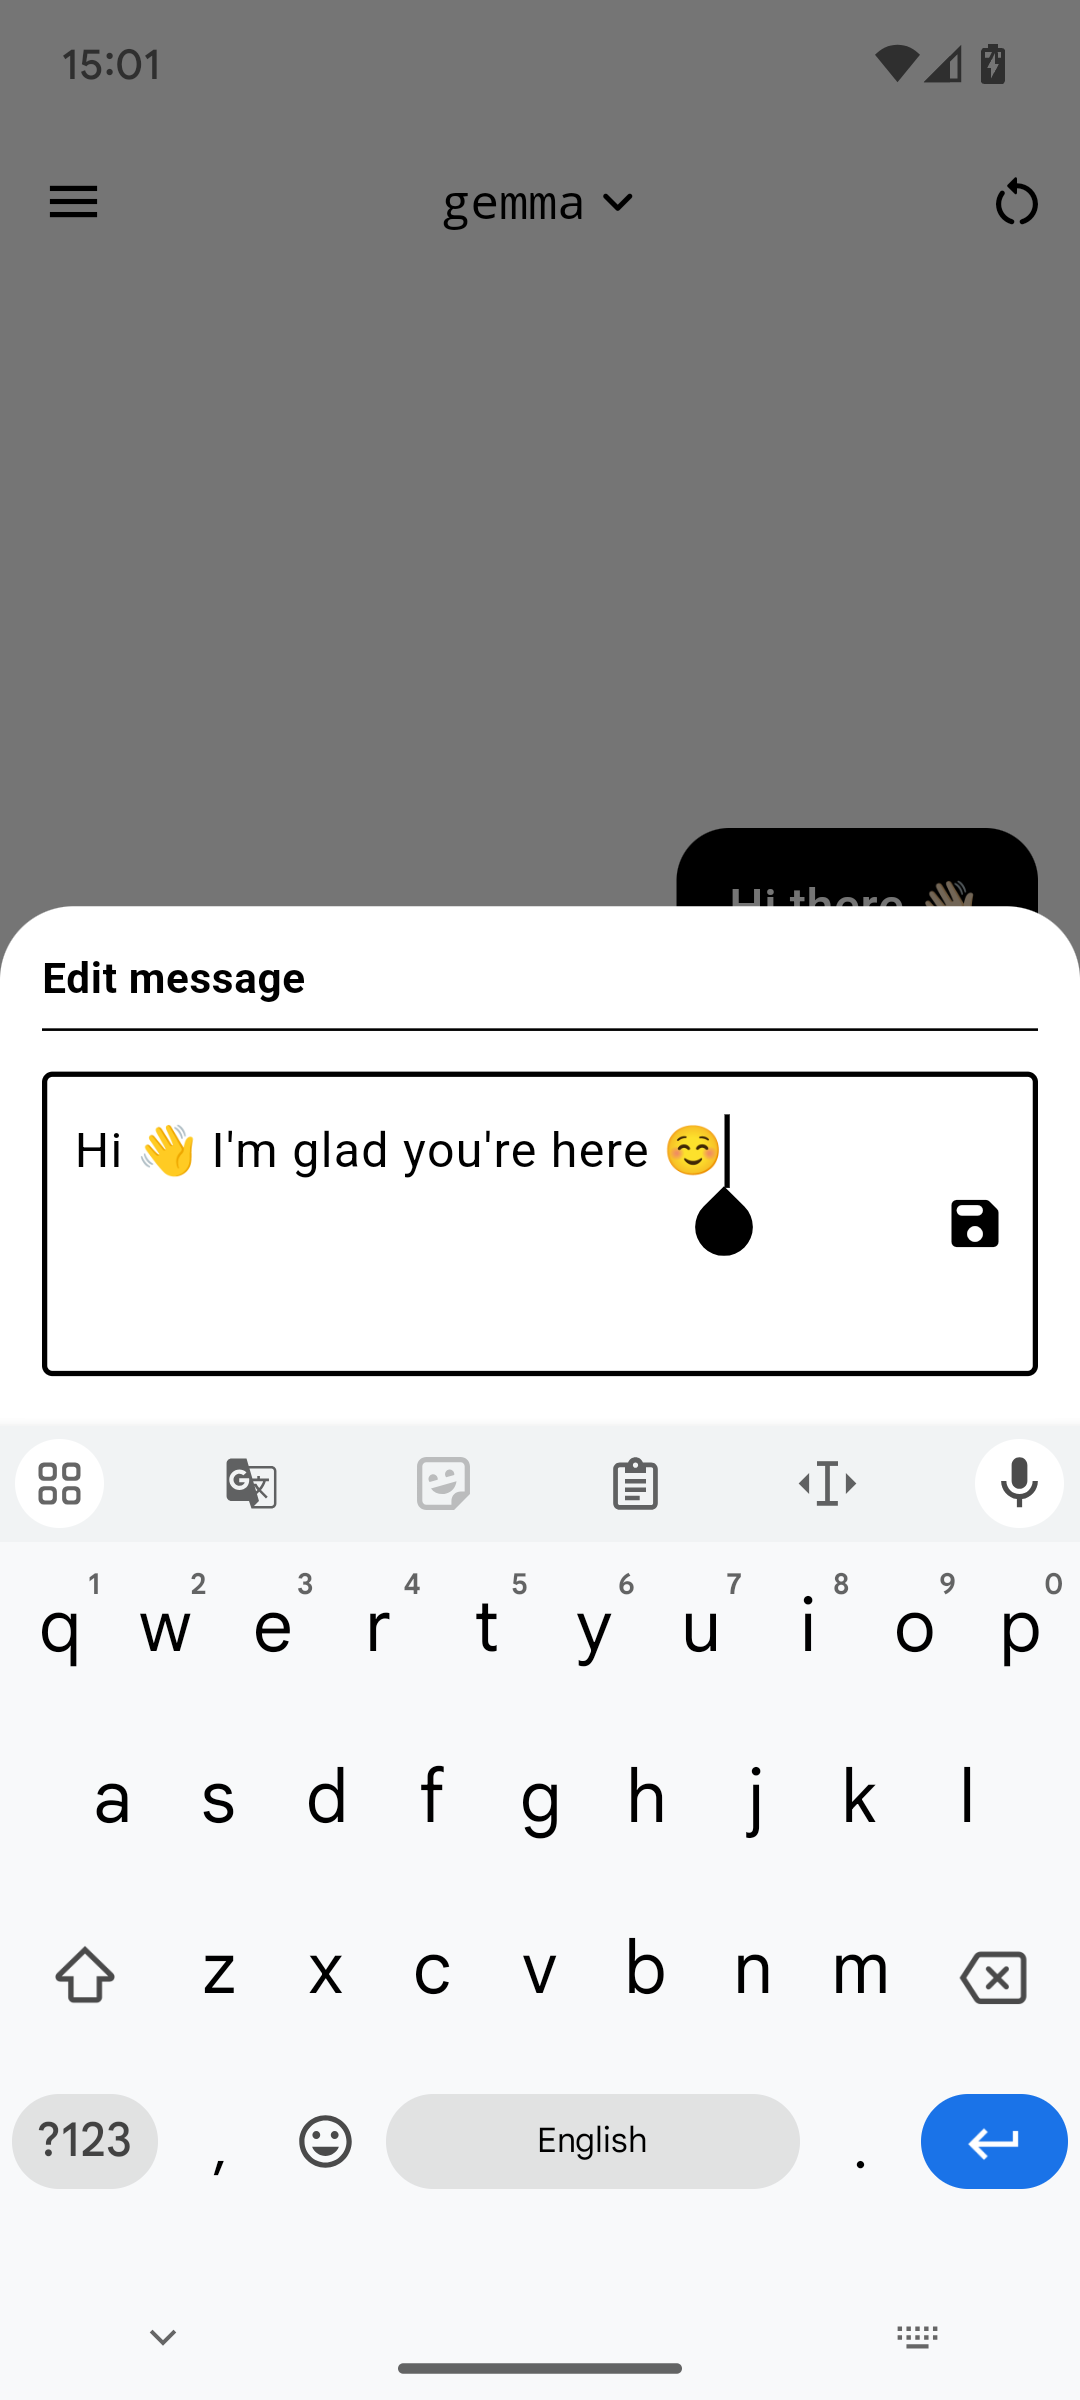 15:01
gemma
Hi there 👋
Edit message
Hi 👋 I'm glad you're here ☺️
1 2 3 4 5 6 7 8 9 0
q w e r t y u i o p
a s d f g h j k l
z x c v b n m
?123 , English .